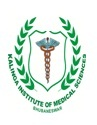 KALINGA INSTITUTE OF MEDICAL SCIENCES
BHUBANESWAR